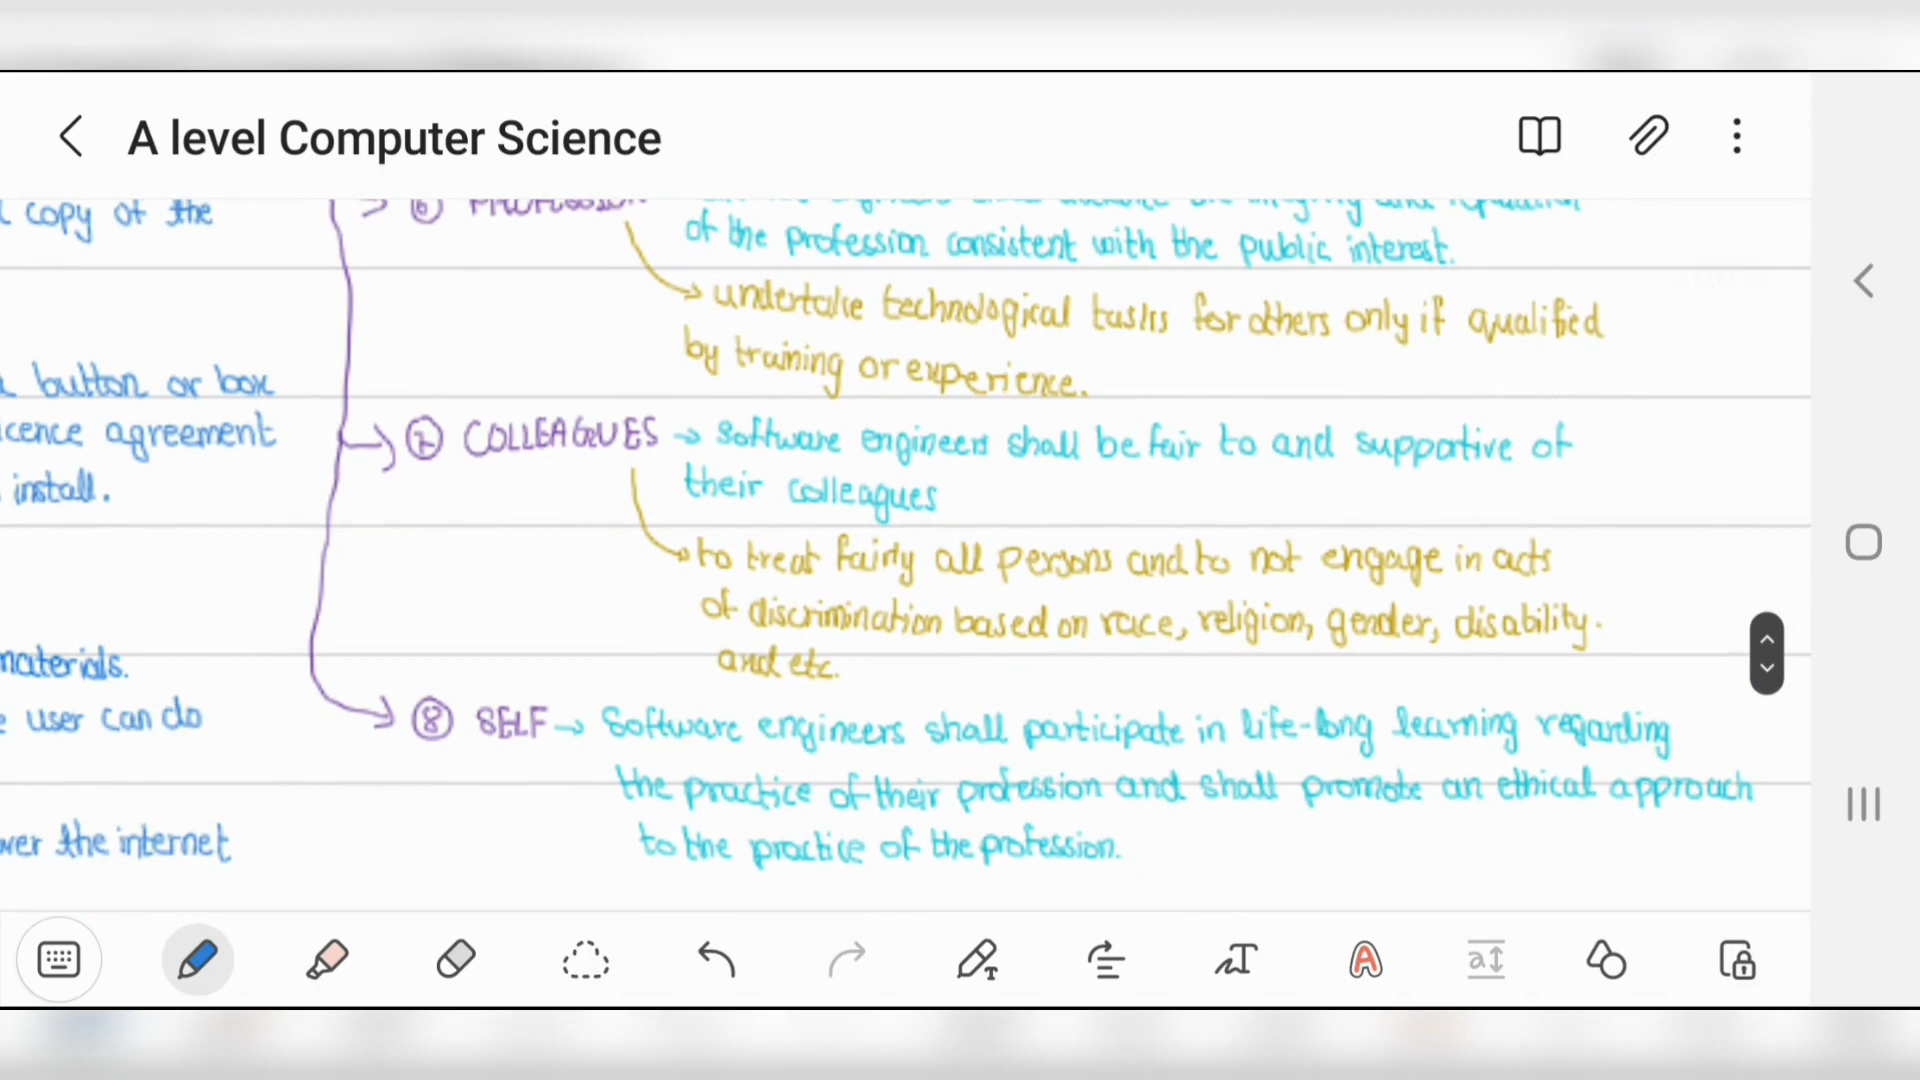 A level Computer Science
copy of the
⑥ PROFESSION
of the profession consistent with the public interest.
→ undertake technological tasks for others only if qualified
by training or experience.
button or box
icence agreement
install.
⑦ COLLEAGUES → Software engineers shall be fair to and supportive of
their colleagues
→ to treat fairly all persons and to not engage in acts
of discrimination based on race, religion, gender, disability.
and etc.
materials.
user can do
⑧ SELF → Software engineers shall participate in life-long learning regarding
the practice of their profession and shall promote an ethical approach
to the practice of the profession.
ver the internet